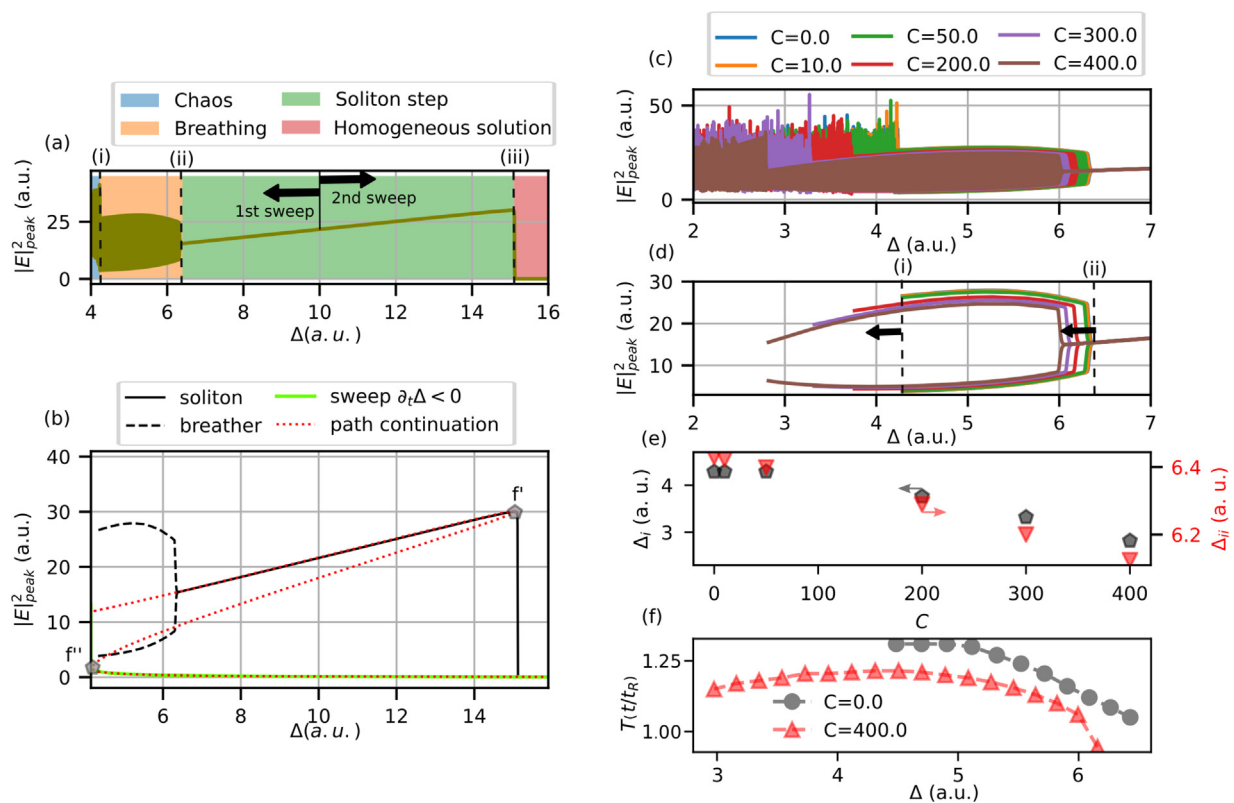 Chaos
Soliton step
Breathing
Homogeneous solution
(a)
(i)
(ii)
(iii)
|E|²peak (a.u.)
25
0
1st sweep
2nd sweep
4 6 8 10 12 14 16
Δ(a.u.)
soliton
sweep ∂tΔ < 0
breather
path continuation
(b)
|E|²peak (a.u.)
40
30
20
10
0
f'
f''
6 8 10 12 14
Δ(a.u.)
C=0.0 C=50.0 C=300.0
C=10.0 C=200.0 C=400.0
(c)
|E|²peak (a.u.)
50
0
2 3 4 5 6 7
Δ (a.u.)
(d)
(i)
(ii)
|E|²peak (a.u.)
30
20
10
2 3 4 5 6 7
Δ (a.u.)
(e)
Δi (a. u.)
4
3
6.4
6.2
Δii (a. u.)
0 100 200 300 400
C
(f)
T(t/tR)
1.25
1.00
C=0.0
C=400.0
3 4 5 6
Δ (a.u.)